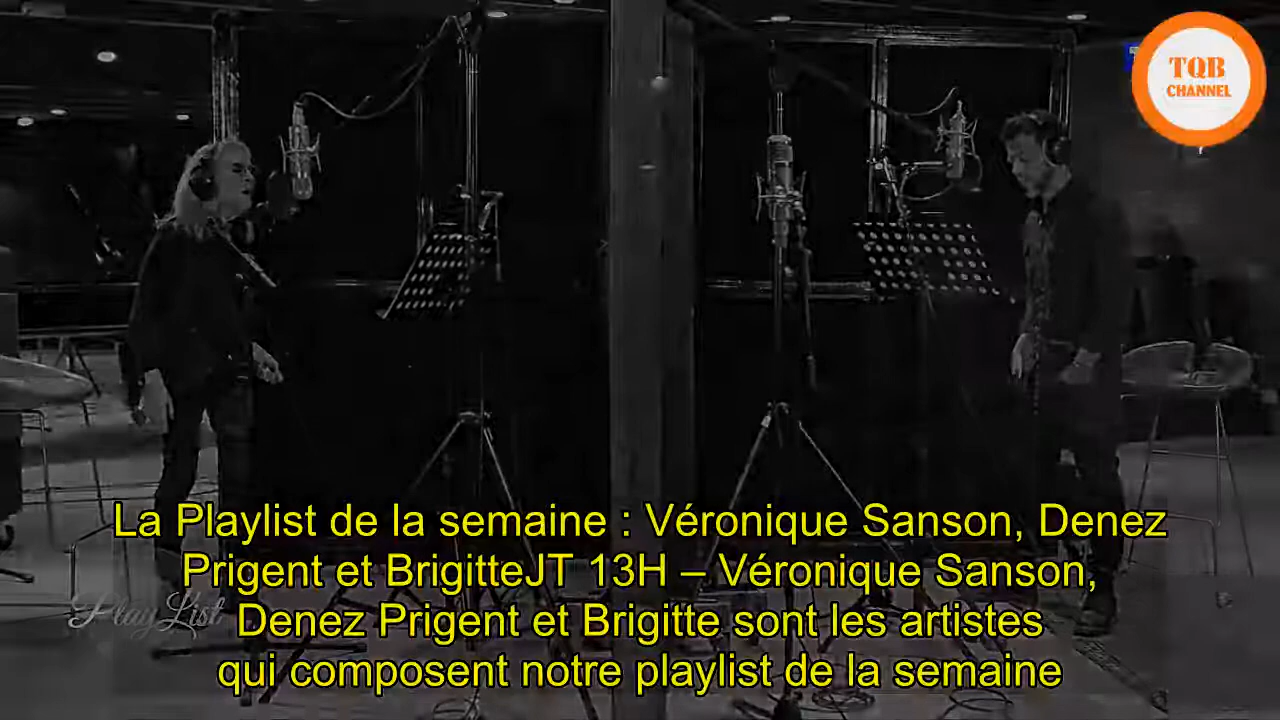 TQB
CHANNEL
La Playlist de la semaine : Véronique Sanson, Denez
Prigent et BrigitteJT 13H – Véronique Sanson,
PlayList
Denez Prigent et Brigitte sont les artistes
qui composent notre playlist de la semaine